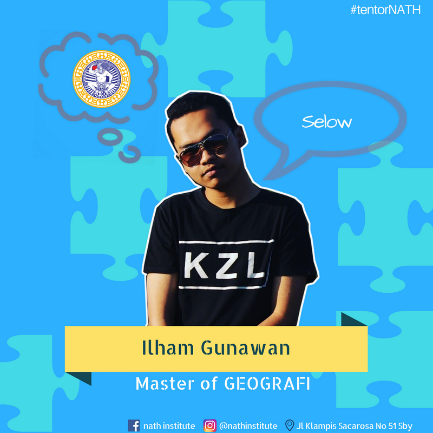 #tentorNATH
Selow
KZL
Ilham Gunawan
Master of GEOGRAFI
nath institute @nathinstitute Jl Klampis Sacarosa No 51 Sby